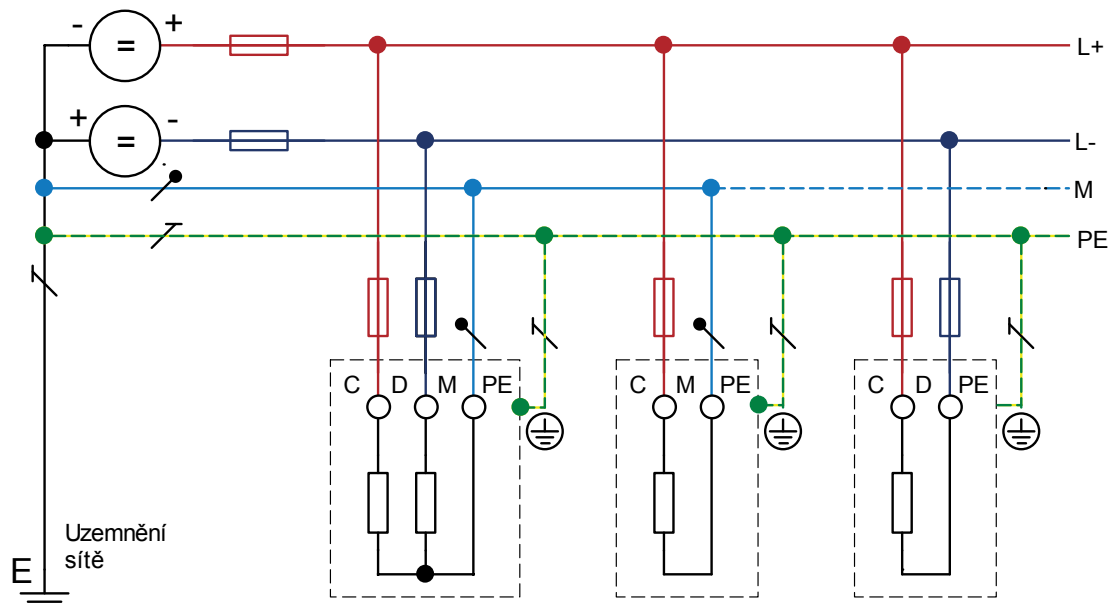 - = + L+
+ = - L-
M
PE
C D M PE
C M PE
C D PE
Uzemnění
sítě
E